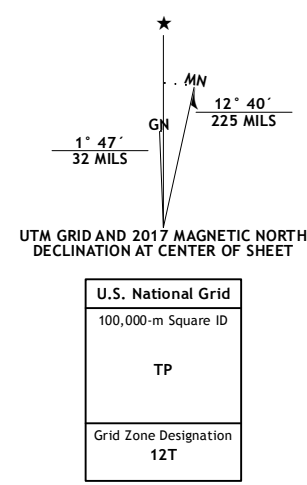 ★
MN
GN
12° 40´
225 MILS
1° 47´
32 MILS
UTM GRID AND 2017 MAGNETIC NORTH
DECLINATION AT CENTER OF SHEET
U.S. National Grid
100,000-m Square ID
TP
Grid Zone Designation
12T